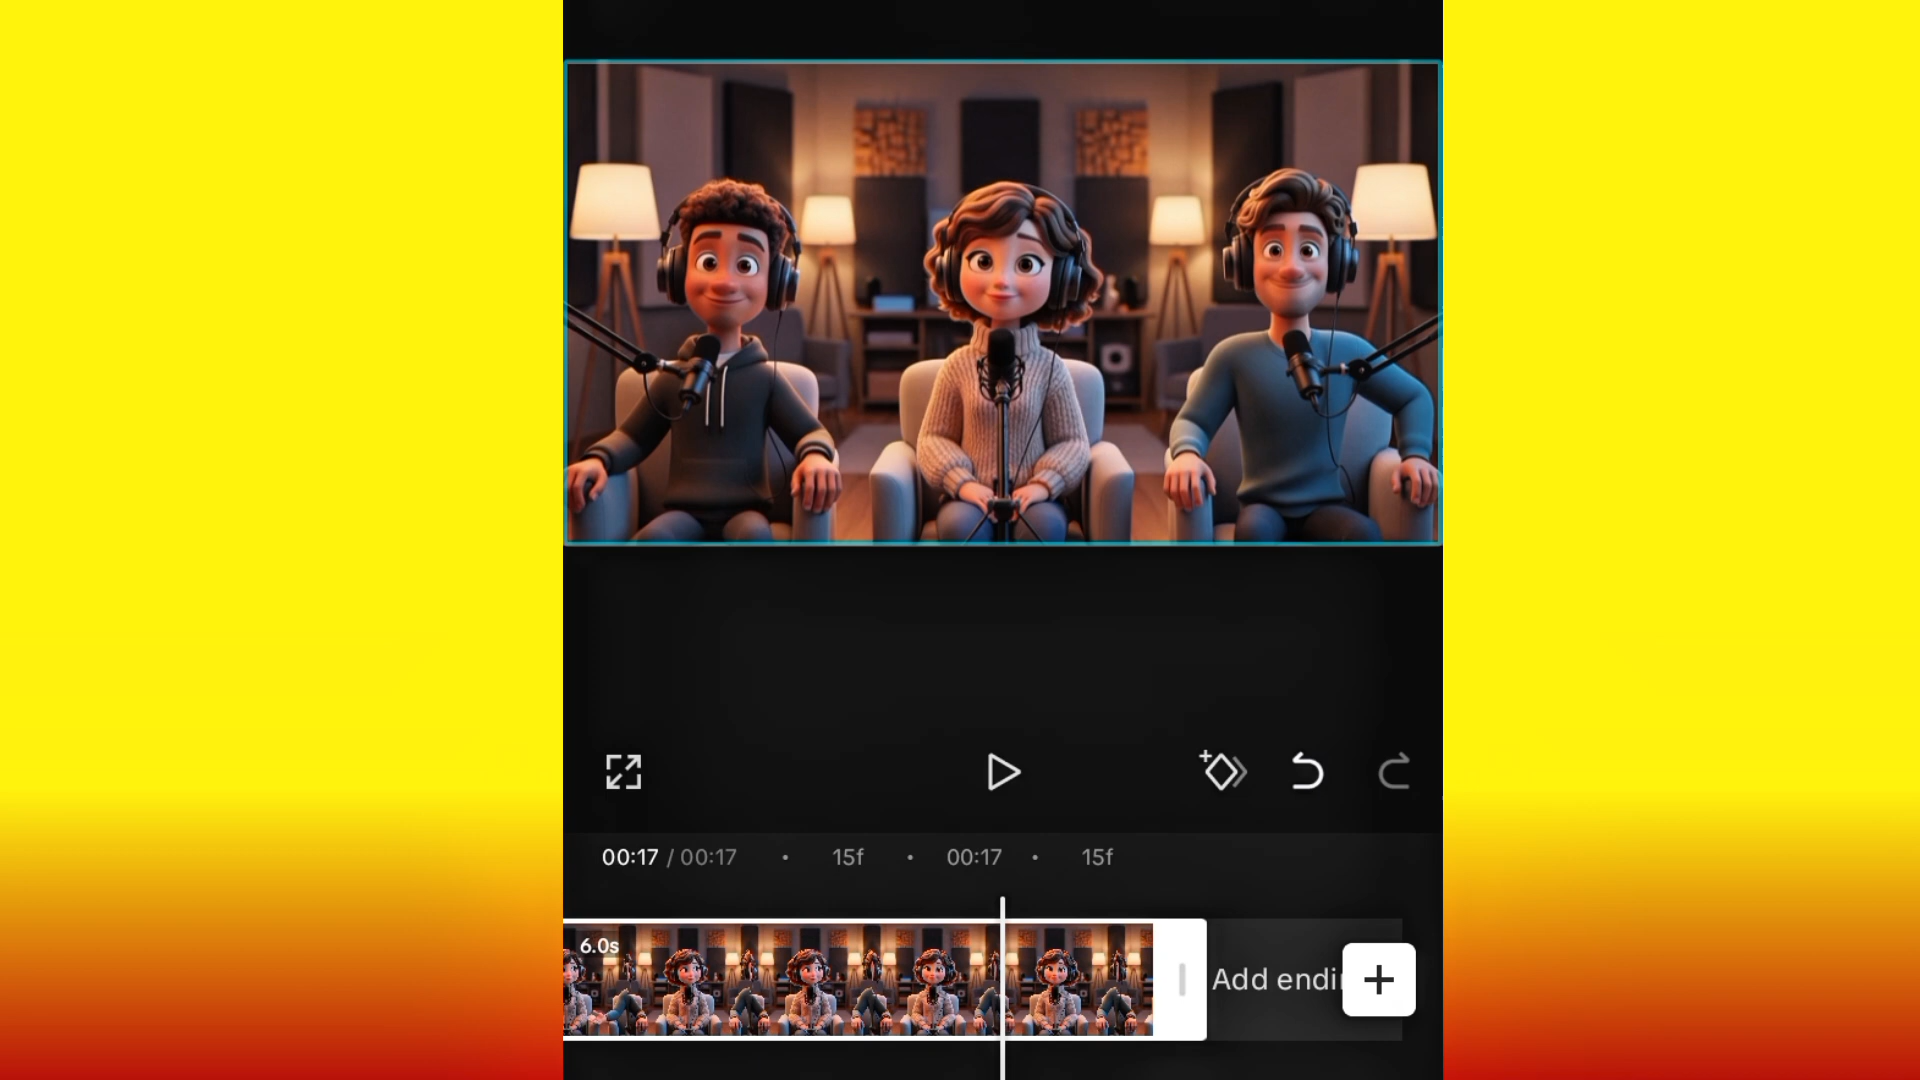 00:17 / 00:17 • 15f • 00:17 • 15f
6.0s
Add endi